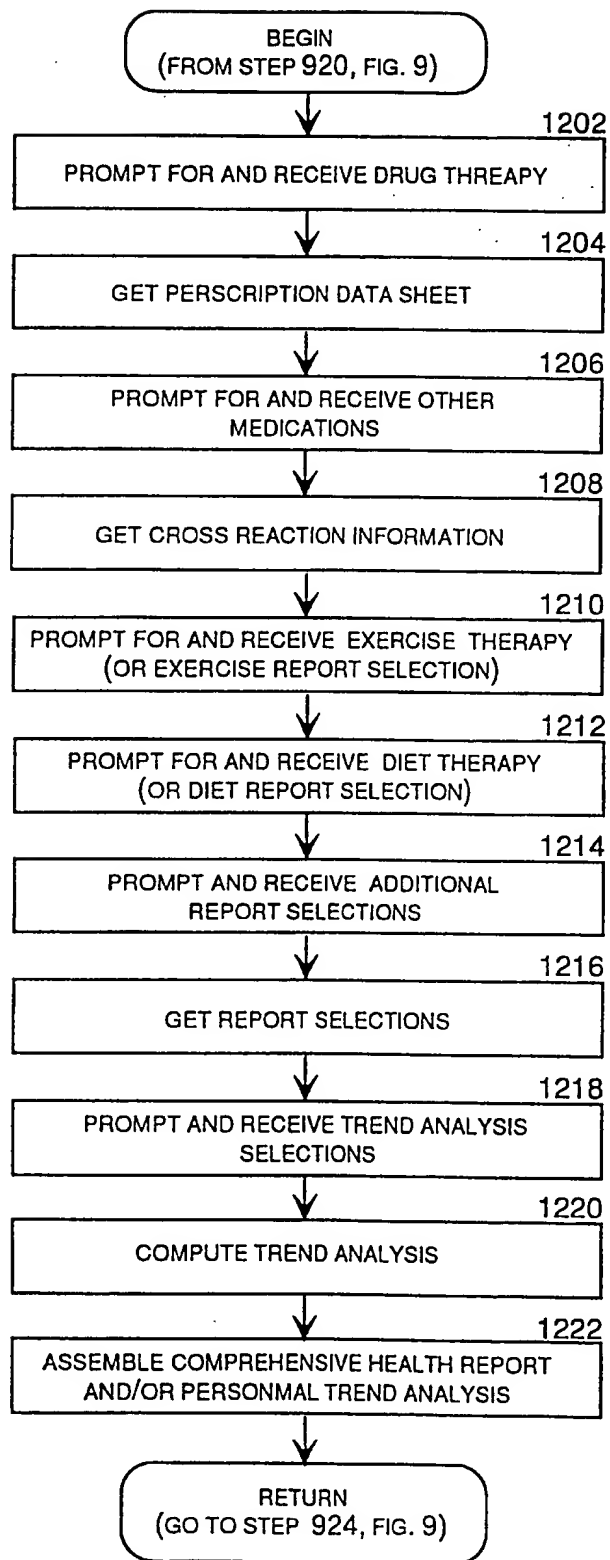 BEGIN
(FROM STEP 920, FIG. 9)
1202
PROMPT FOR AND RECEIVE DRUG THREAPY
1204
GET PERSCRIPTION DATA SHEET
1206
PROMPT FOR AND RECEIVE OTHER
MEDICATIONS
1208
GET CROSS REACTION INFORMATION
1210
PROMPT FOR AND RECEIVE EXERCISE THERAPY
(OR EXERCISE REPORT SELECTION)
1212
PROMPT FOR AND RECEIVE DIET THERAPY
(OR DIET REPORT SELECTION)
1214
PROMPT AND RECEIVE ADDITIONAL
REPORT SELECTIONS
1216
GET REPORT SELECTIONS
1218
PROMPT AND RECEIVE TREND ANALYSIS
SELECTIONS
1220
COMPUTE TREND ANALYSIS
1222
ASSEMBLE COMPREHENSIVE HEALTH REPORT
AND/OR PERSONMAL TREND ANALYSIS
RETURN
(GO TO STEP 924, FIG. 9)